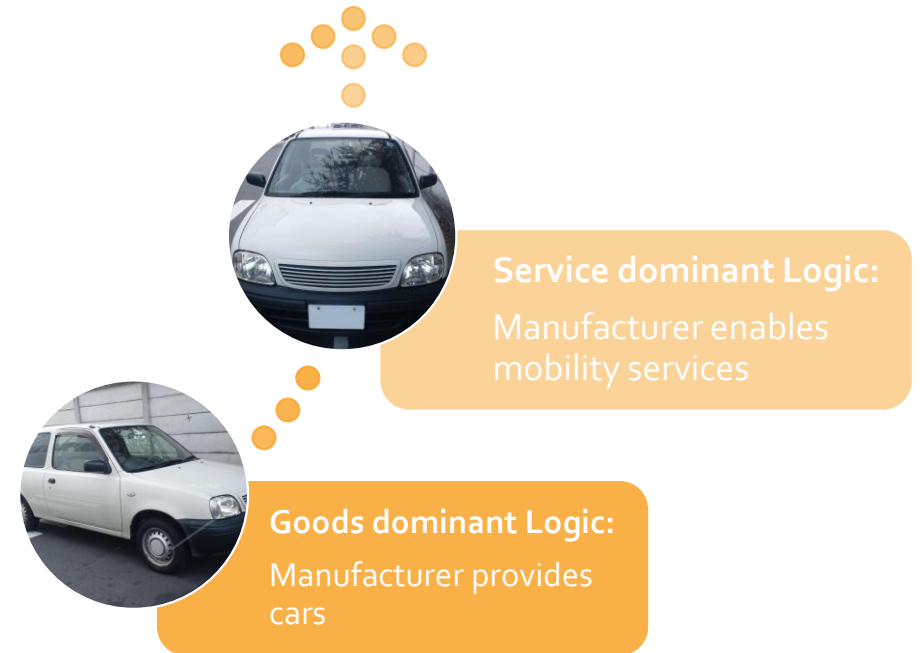 Service dominant Logic:
Manufacturer enables
mobility services
Goods dominant Logic:
Manufacturer provides
cars